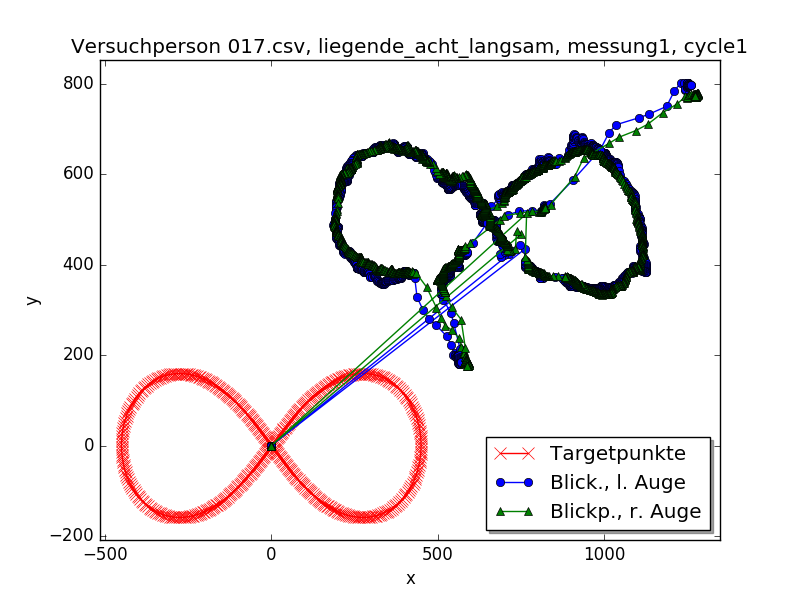 Versuchperson 017.csv, liegende_acht_langsam, messung1, cycle1
800
600
400
200
0
−200
−500
0
500
1000
y
x
Targetpunkte
Blick., l. Auge
Blickp., r. Auge